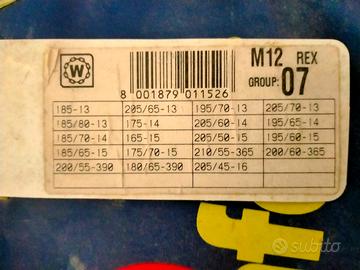 W
M12 REX
GROUP: 07
8 001879 011526
185-13 205/65-13 195/70-13 205/70-13
185/80-13 175-14 205/60-14 195/65-14
185/70-14 165-15 205/50-15 195/60-15
185/65-15 175/70-15 210/55-365 200/60-365
200/55-390 180/65-390 205/45-16
fo
subito